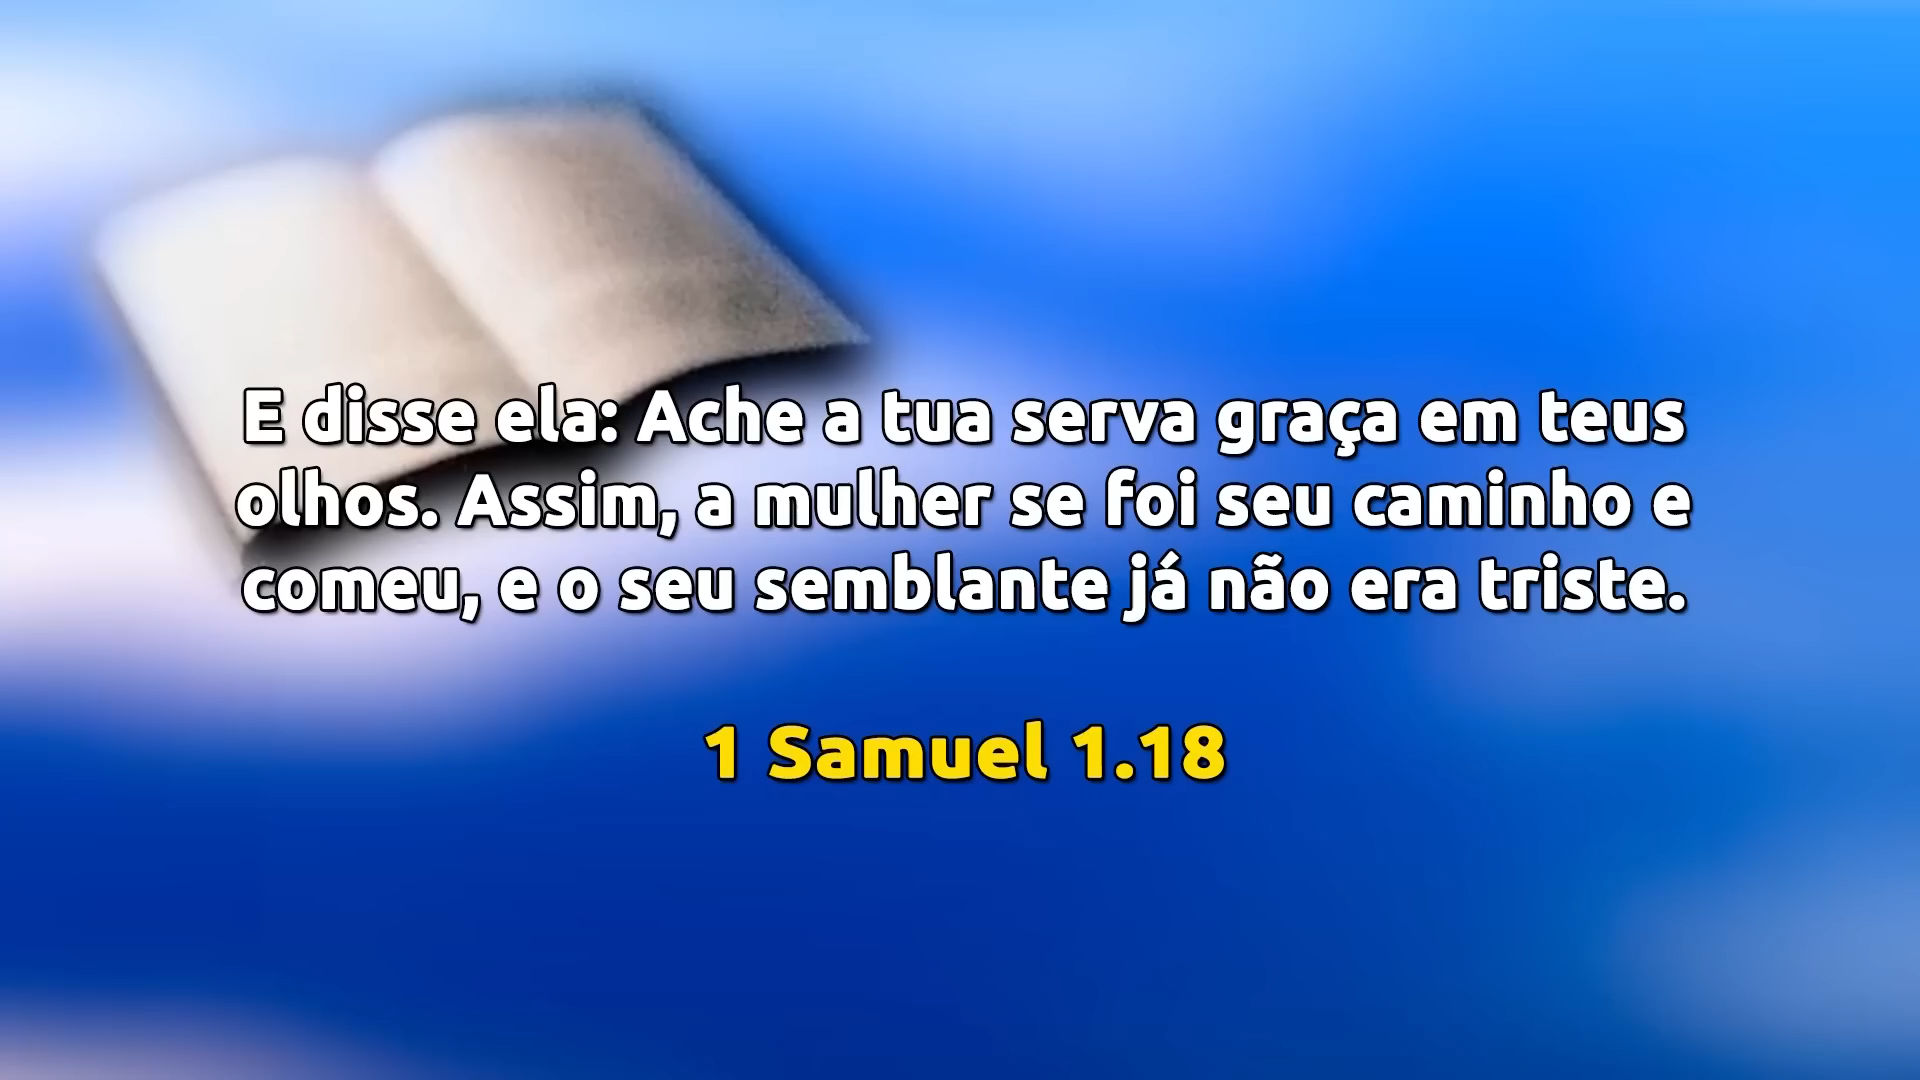 E disse ela: Ache a tua serva graça em teus
olhos. Assim, a mulher se foi seu caminho e
comeu, e o seu semblante já não era triste.
1 Samuel 1.18